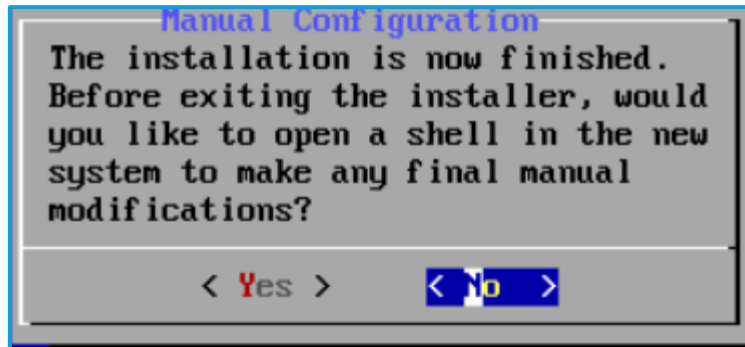 Manual Configuration
The installation is now finished.
Before exiting the installer, would
you like to open a shell in the new
system to make any final manual
modifications?
< Yes > < No >